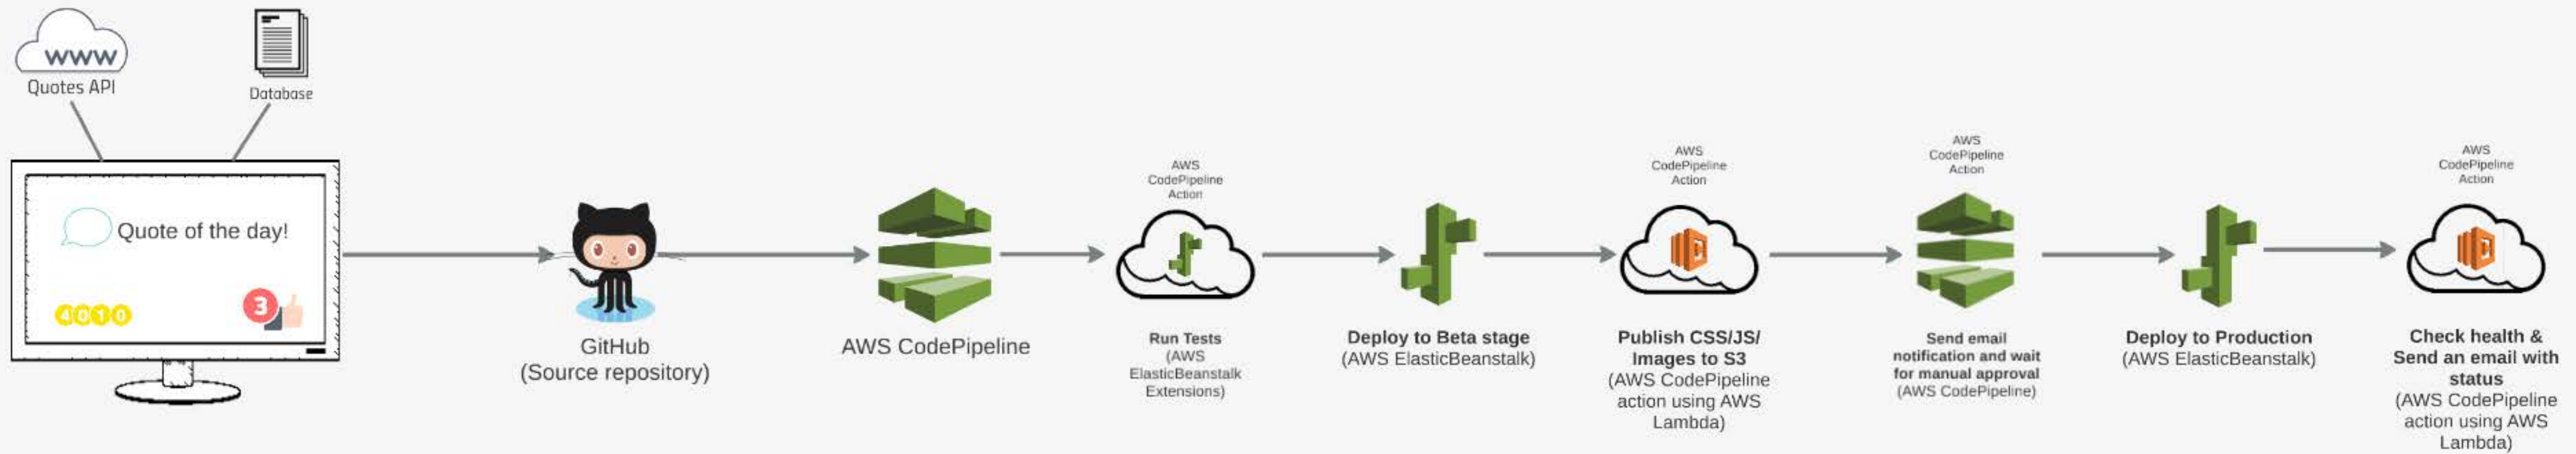 WWW
Quotes API
Database
Quote of the day!
4010
3
GitHub
(Source repository)
AWS CodePipeline
AWS
CodePipeline
Action
Run Tests
(AWS
ElasticBeanstalk
Extensions)
Deploy to Beta stage
(AWS ElasticBeanstalk)
AWS
CodePipeline
Action
Publish CSS/JS/
Images to S3
(AWS CodePipeline
action using AWS
Lambda)
AWS
CodePipeline
Action
Send email
notification and wait
for manual approval
(AWS CodePipeline)
Deploy to Production
(AWS ElasticBeanstalk)
AWS
CodePipeline
Action
Check health &
Send an email with
status
(AWS CodePipeline
action using AWS
Lambda)